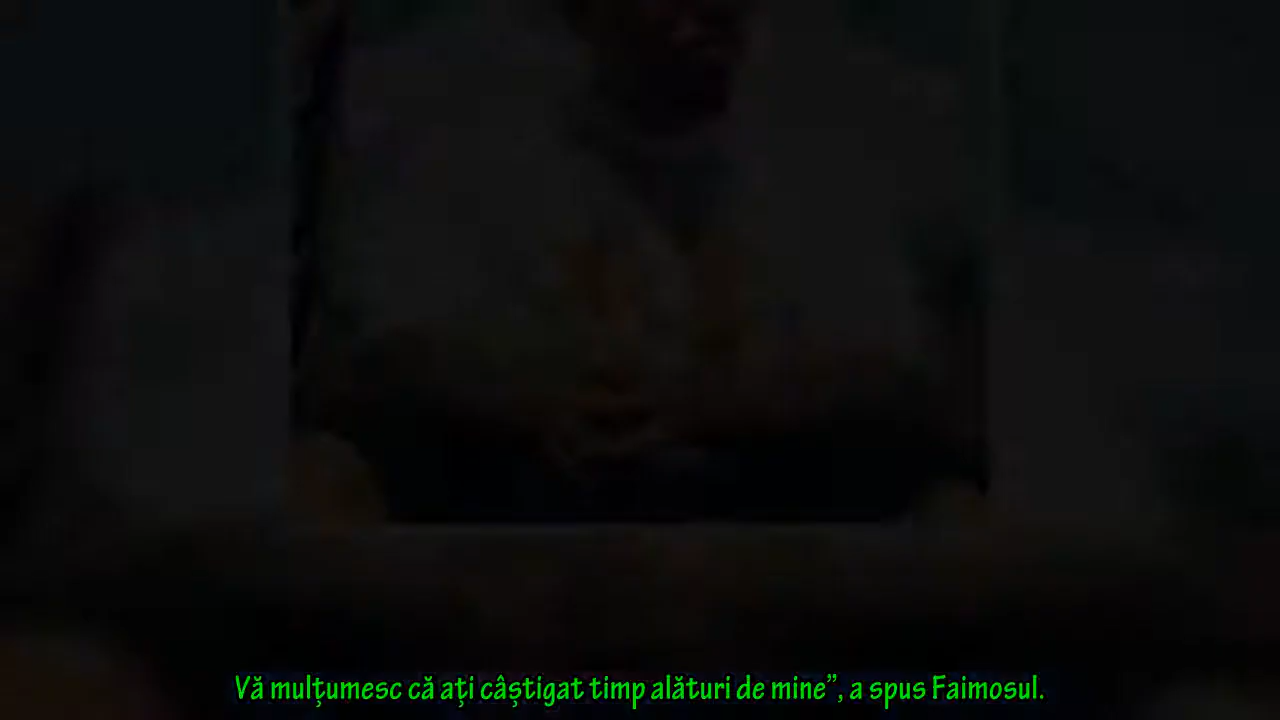 Vă mulțumesc că ați câștigat timp alături de mine”, a spus Faimosul.